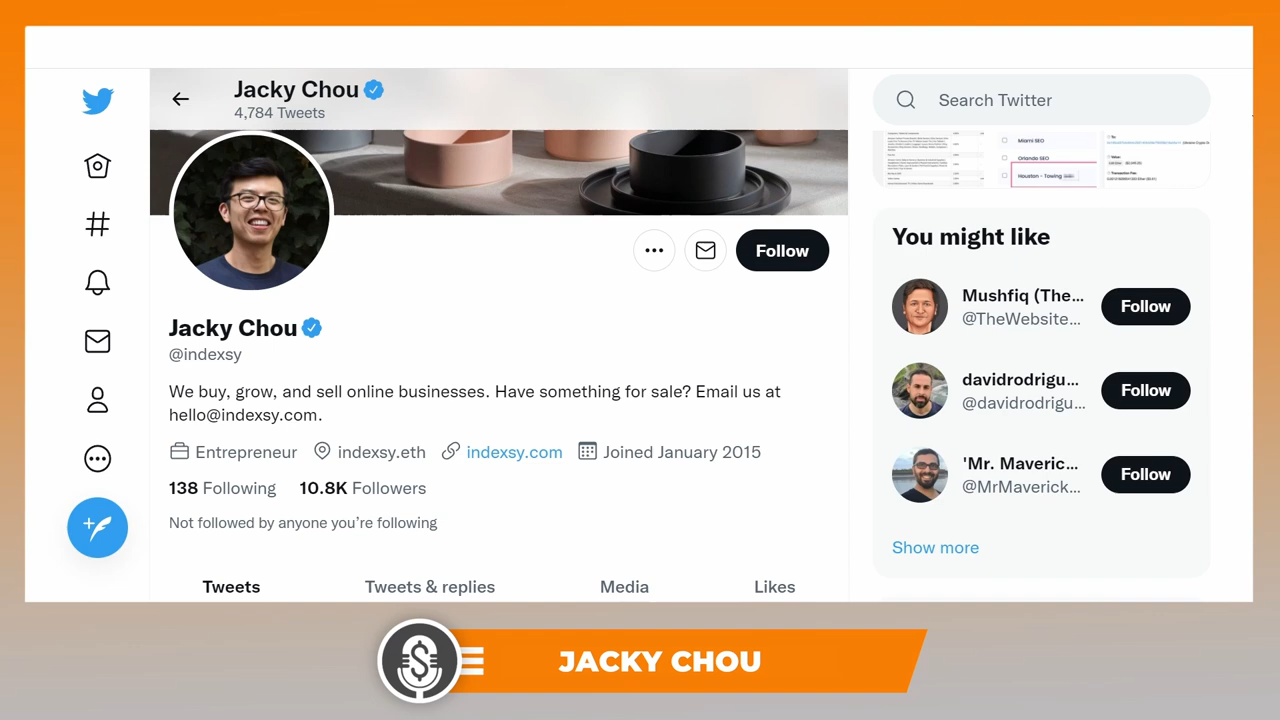 Jacky Chou
4,784 Tweets
Search Twitter
Miami SEO
Orlando SEO
Houston - Towing
Follow
Jacky Chou
@indexsy
We buy, grow, and sell online businesses. Have something for sale? Email us at
hello@indexsy.com.
Entrepreneur indexsy.eth indexsy.com Joined January 2015
138 Following 10.8K Followers
Not followed by anyone you’re following
Tweets Tweets & replies Media Likes
You might like
Mushfiq (The...
@TheWebsite...
Follow
davidrodrigu...
@davidrodrigu...
Follow
'Mr. Maveric...
@MrMaverick...
Follow
Show more
JACKY CHOU